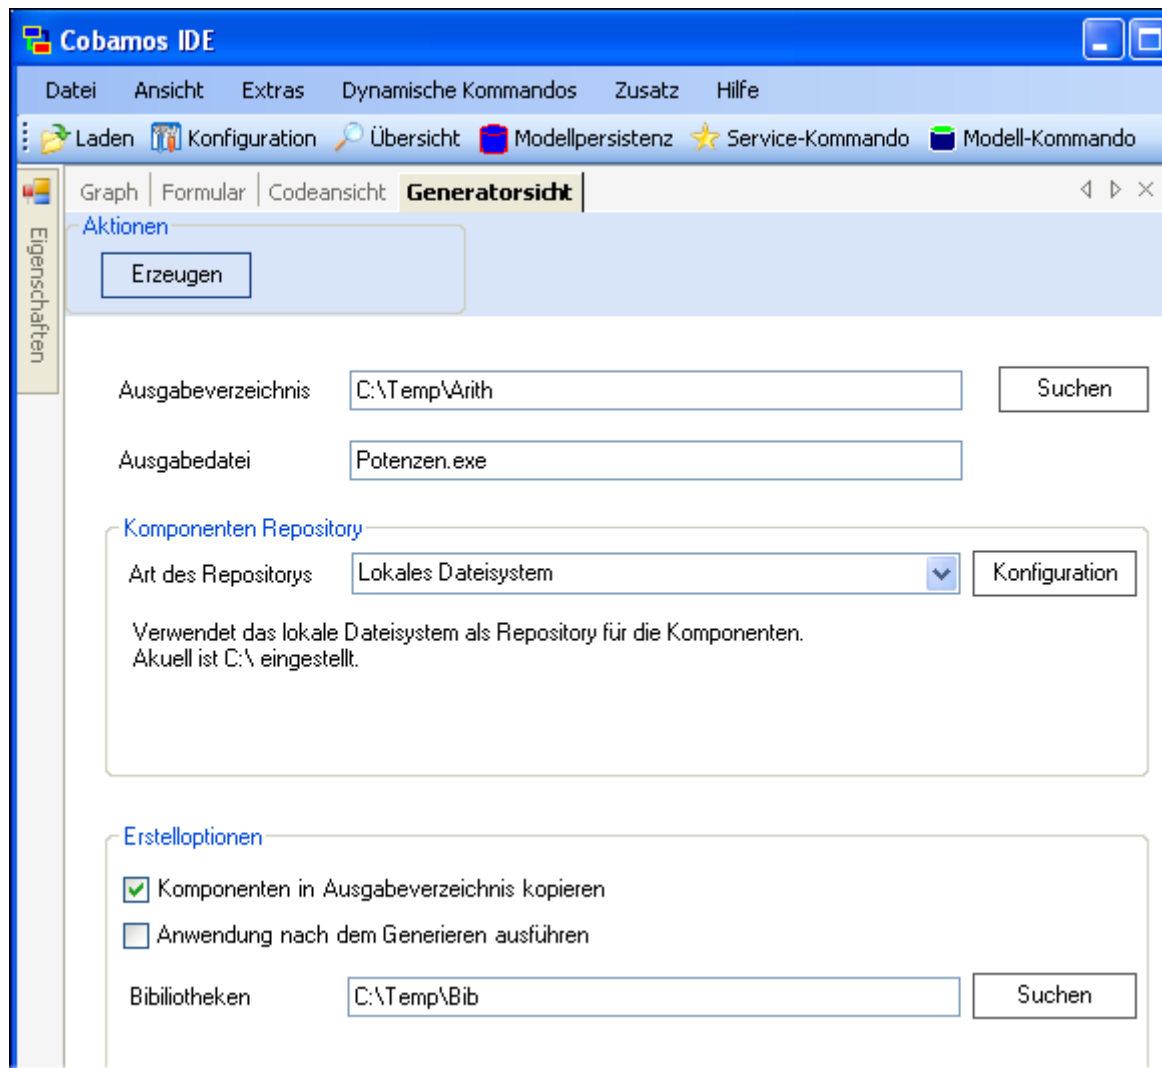 Cobamos IDE
Datei Ansicht Extras Dynamische Kommandos Zusatz Hilfe
Laden Konfiguration Übersicht Modellpersistenz Service-Kommando Modell-Kommando
Graph Formular Codeansicht Generatorsicht
Eigenschaften
Aktionen
Erzeugen
Ausgabeverzeichnis C:\Temp\Arith Suchen
Ausgabedatei Potenzen.exe
Komponenten Repository
Art des Repositorys Lokales Dateisystem Konfiguration
Verwendet das lokale Dateisystem als Repository für die Komponenten.
Akuell ist C:\ eingestellt.
Erstelloptionen
Komponenten in Ausgabeverzeichnis kopieren
Anwendung nach dem Generieren ausführen
Bibiliotheken C:\Temp\Bib Suchen